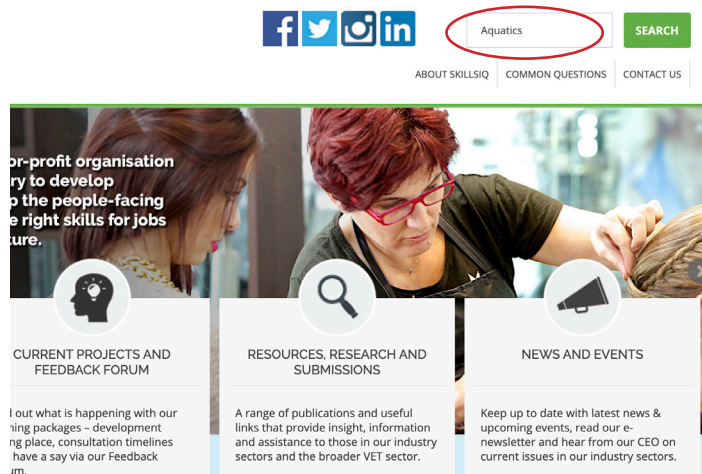 Aquatics
SEARCH
ABOUT SKILLSIQ
COMMON QUESTIONS
CONTACT US
or-profit organisation
ry to develop
p the people-facing
e right skills for jobs
ture.
CURRENT PROJECTS AND
FEEDBACK FORUM
out what is happening with our
ning packages – development
ng place, consultation timelines
have a say via our Feedback
um.
RESOURCES, RESEARCH AND
SUBMISSIONS
A range of publications and useful
links that provide insight, information
and assistance to those in our industry
sectors and the broader VET sector.
NEWS AND EVENTS
Keep up to date with latest news &
upcoming events, read our e-
newsletter and hear from our CEO on
current issues in our industry sectors.